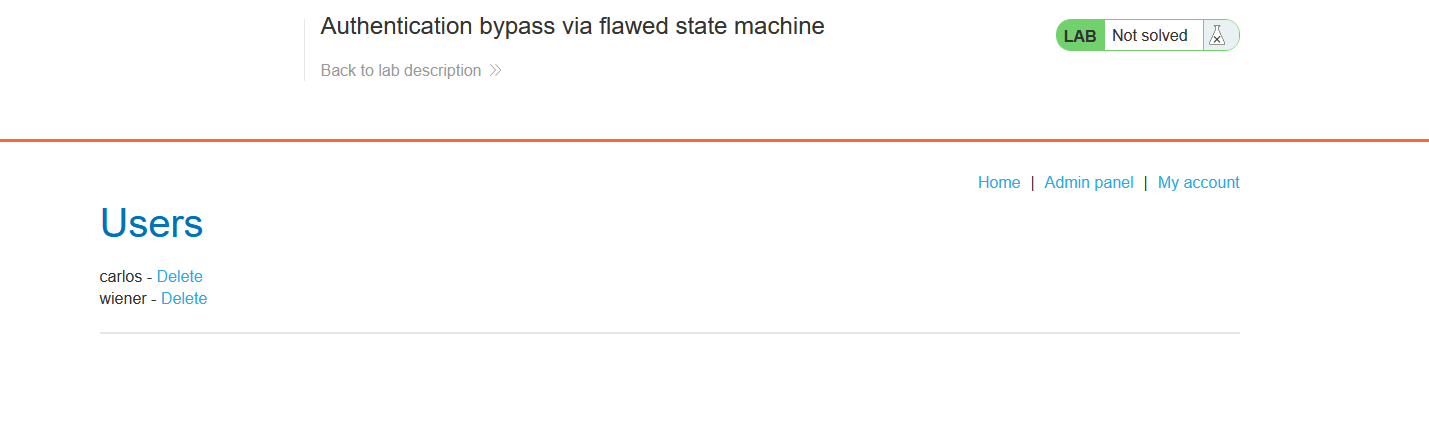 Authentication bypass via flawed state machine
LAB Not solved
Back to lab description
Home | Admin panel | My account
Users
carlos - Delete
wiener - Delete